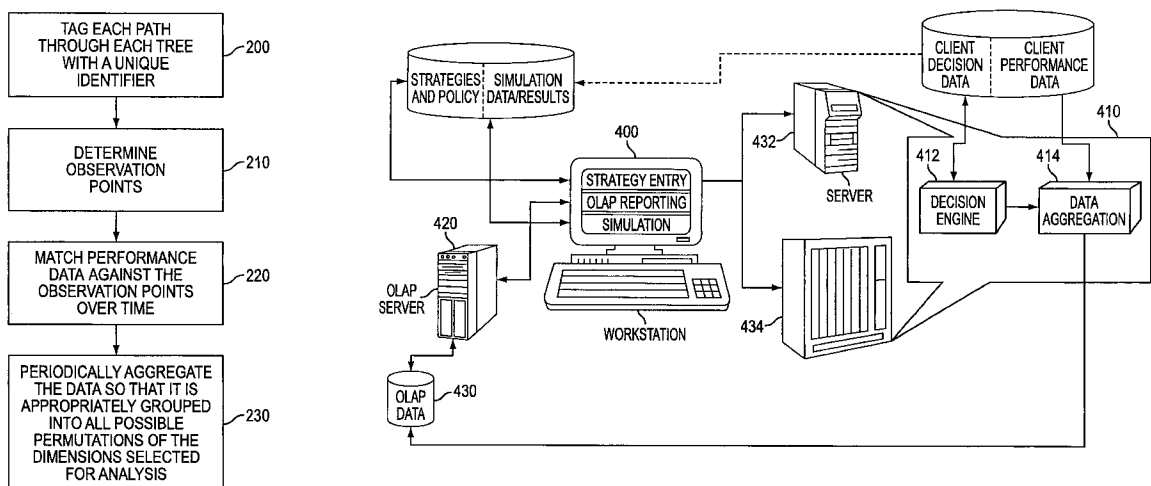 TAG EACH PATH
THROUGH EACH TREE
WITH A UNIQUE
IDENTIFIER
200
DETERMINE
OBSERVATION
POINTS
210
MATCH PERFORMANCE
DATA AGAINST THE
OBSERVATION POINTS
OVER TIME
220
PERIODICALLY AGGREGATE
THE DATA SO THAT IT IS
APPROPRIATELY GROUPED
INTO ALL POSSIBLE
PERMUTATIONS OF THE
DIMENSIONS SELECTED
FOR ANALYSIS
230
STRATEGIES
AND POLICY
SIMULATION
DATA/RESULTS
CLIENT
DECISION
DATA
CLIENT
PERFORMANCE
DATA
400
STRATEGY ENTRY
OLAP REPORTING
SIMULATION
WORKSTATION
420
OLAP
SERVER
OLAP
DATA
430
432
SERVER
434
410
412
DECISION
ENGINE
414
DATA
AGGREGATION